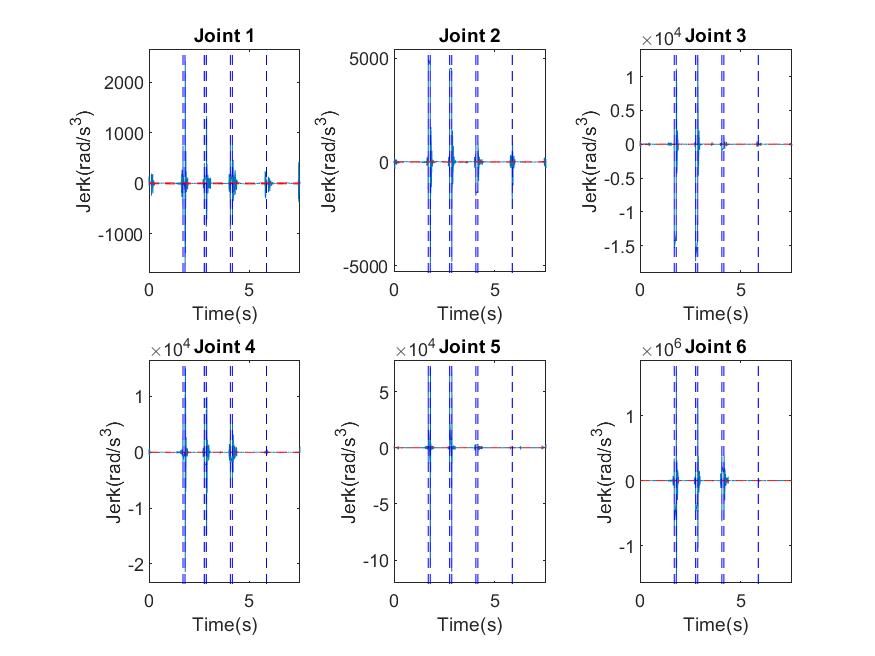 Joint 1
Jerk(rad/s³)
2000
1000
0
-1000
0 5
Time(s)
Joint 2
Jerk(rad/s³)
5000
0
-5000
0 5
Time(s)
×10⁴ Joint 3
Jerk(rad/s³)
1
0.5
0
-0.5
-1
-1.5
0 5
Time(s)
×10⁴ Joint 4
Jerk(rad/s³)
1
0
-1
-2
0 5
Time(s)
×10⁴ Joint 5
Jerk(rad/s³)
5
0
-5
-10
0 5
Time(s)
×10⁶ Joint 6
Jerk(rad/s³)
1
0
-1
0 5
Time(s)